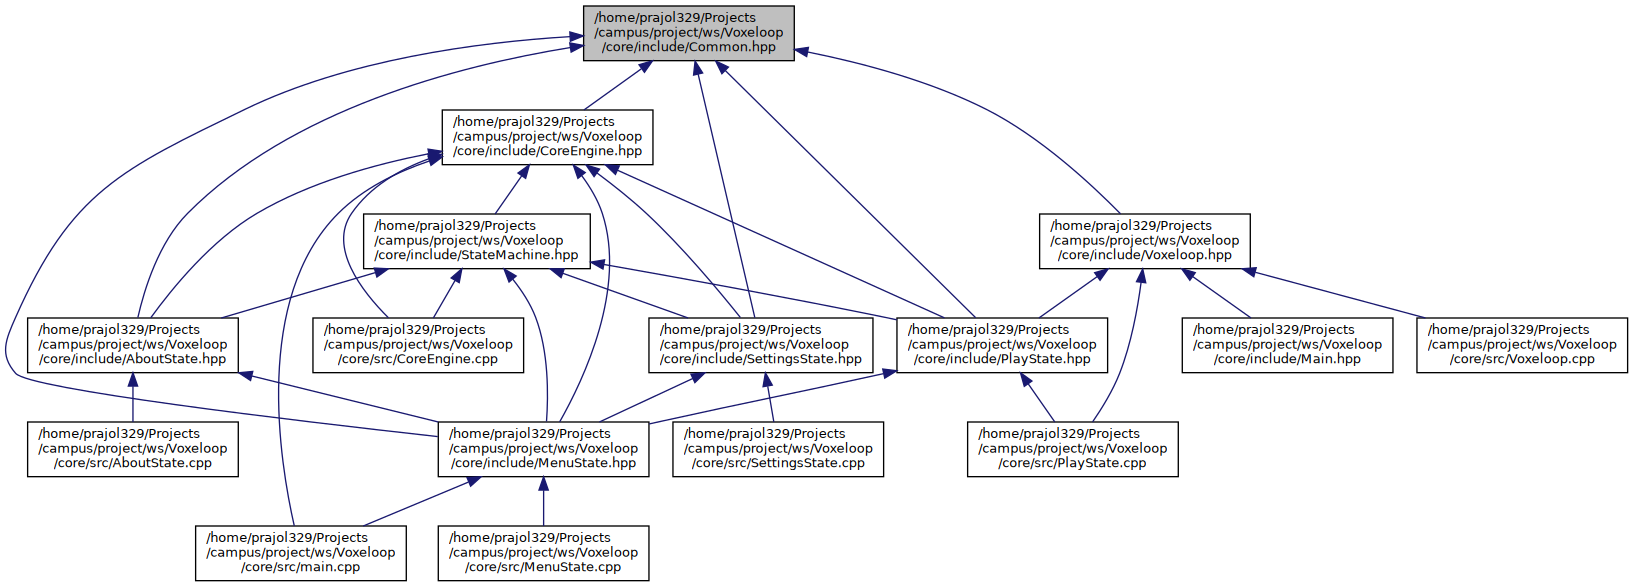 /home/prajol329/Projects
/campus/project/ws/Voxeloop
/core/include/Common.hpp
/home/prajol329/Projects
/campus/project/ws/Voxeloop
/core/include/CoreEngine.hpp
/home/prajol329/Projects
/campus/project/ws/Voxeloop
/core/include/StateMachine.hpp
/home/prajol329/Projects
/campus/project/ws/Voxeloop
/core/include/Voxeloop.hpp
/home/prajol329/Projects
/campus/project/ws/Voxeloop
/core/include/AboutState.hpp
/home/prajol329/Projects
/campus/project/ws/Voxeloop
/core/src/CoreEngine.cpp
/home/prajol329/Projects
/campus/project/ws/Voxeloop
/core/include/SettingsState.hpp
/home/prajol329/Projects
/campus/project/ws/Voxeloop
/core/include/PlayState.hpp
/home/prajol329/Projects
/campus/project/ws/Voxeloop
/core/include/Main.hpp
/home/prajol329/Projects
/campus/project/ws/Voxeloop
/core/src/Voxeloop.cpp
/home/prajol329/Projects
/campus/project/ws/Voxeloop
/core/src/AboutState.cpp
/home/prajol329/Projects
/campus/project/ws/Voxeloop
/core/include/MenuState.hpp
/home/prajol329/Projects
/campus/project/ws/Voxeloop
/core/src/SettingsState.cpp
/home/prajol329/Projects
/campus/project/ws/Voxeloop
/core/src/PlayState.cpp
/home/prajol329/Projects
/campus/project/ws/Voxeloop
/core/src/main.cpp
/home/prajol329/Projects
/campus/project/ws/Voxeloop
/core/src/MenuState.cpp